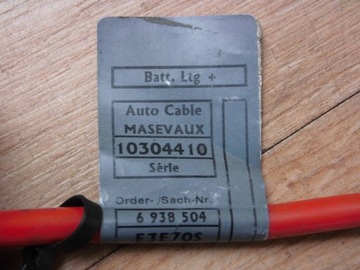 Batt. Ltg +
Auto Cable
MASEVAUX
10304410
Série
Order- /Sach-Nr.
6 938 504
E3E70S